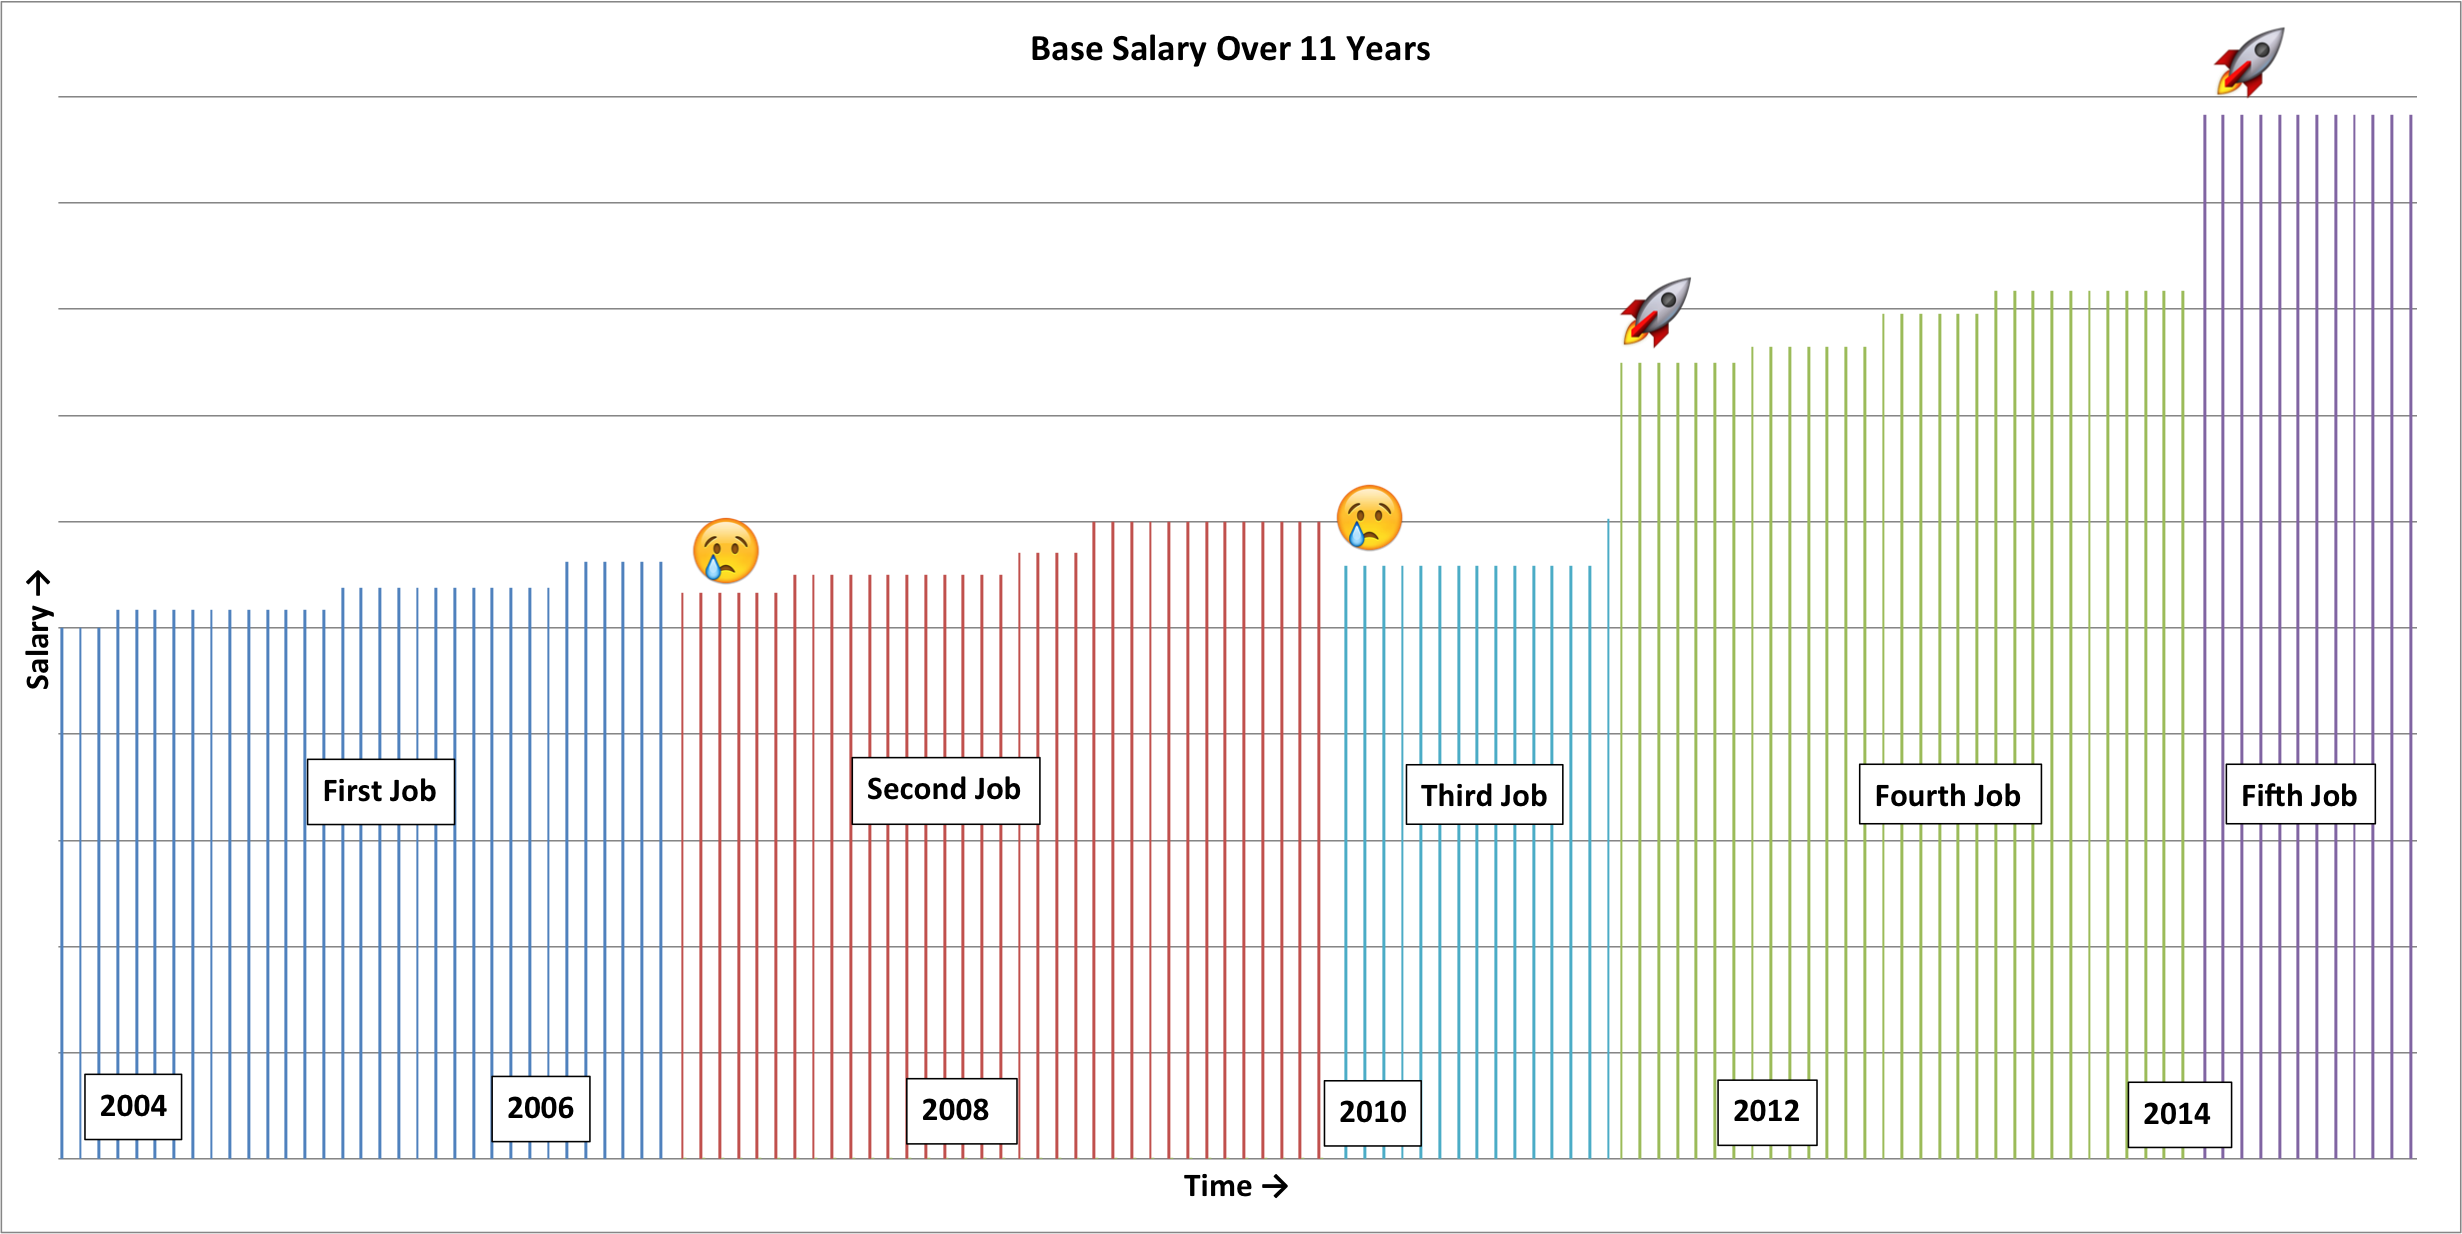 Base Salary Over 11 Years
Salary →
First Job
Second Job
Third Job
Fourth Job
Fifth Job
2004
2006
2008
2010
2012
2014
Time →